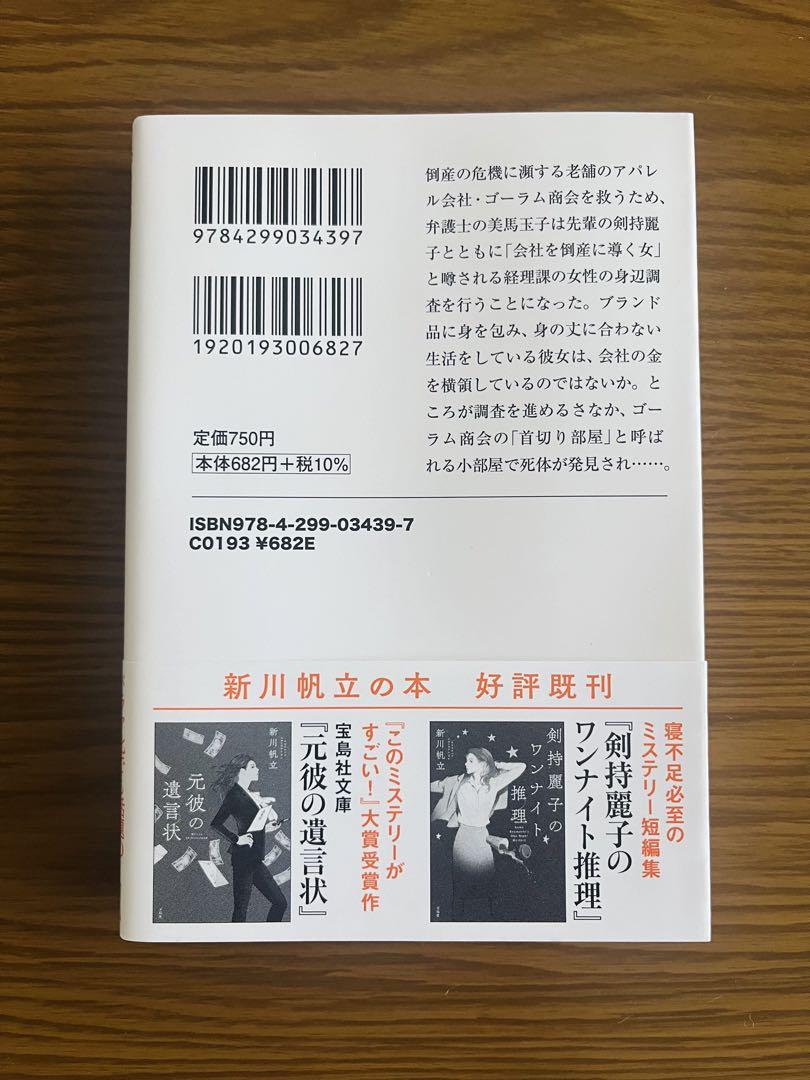 9784299034397
1920193006827
定価750円
本体682円+税10%
倒産の危機に瀕する老舗のアパレ
ル会社・ゴーラム商会を救うため、
弁護士の美馬玉子は先輩の剣持麗
子とともに「会社を倒産に導く女」
と噂される経理課の女性の身辺調
査を行うことになった。ブランド
品に身を包み、身の丈に合わない
生活をしている彼女は、会社の金
を横領しているのではないか。と
ころが調査を進めるさなか、ゴー
ラム商会の「首切り部屋」と呼ば
れる小部屋で死体が発見され……。
ISBN978-4-299-03439-7
C0193 ¥682E
新川帆立の本 好評既刊
寝不足必至の
ミステリー短編集
『剣持麗子の
ワンナイト推理』
剣持麗子の
ワンナイト
推理
新川帆立
『このミステリーが
すごい!』大賞受賞作
宝島社文庫
『元彼の遺言状』
新川帆立
元彼の
遺言状